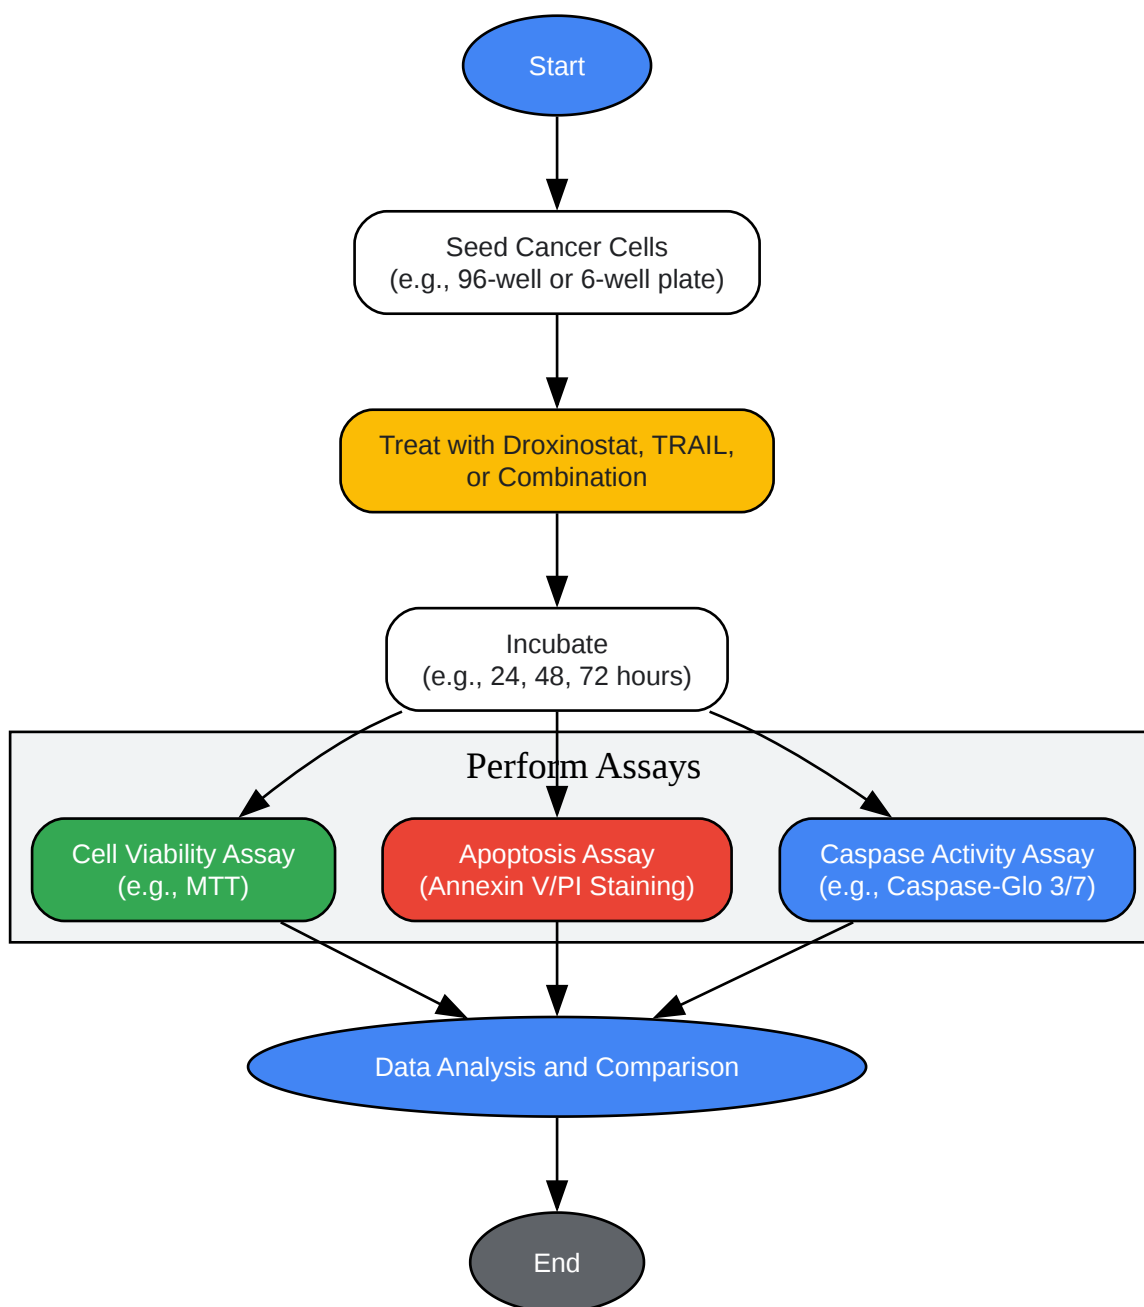 Start
Seed Cancer Cells
(e.g., 96-well or 6-well plate)
Treat with Droxinostat, TRAIL,
or Combination
Incubate
(e.g., 24, 48, 72 hours)
Perform Assays
Cell Viability Assay
(e.g., MTT)
Apoptosis Assay
(Annexin V/PI Staining)
Caspase Activity Assay
(e.g., Caspase-Glo 3/7)
Data Analysis and Comparison
End